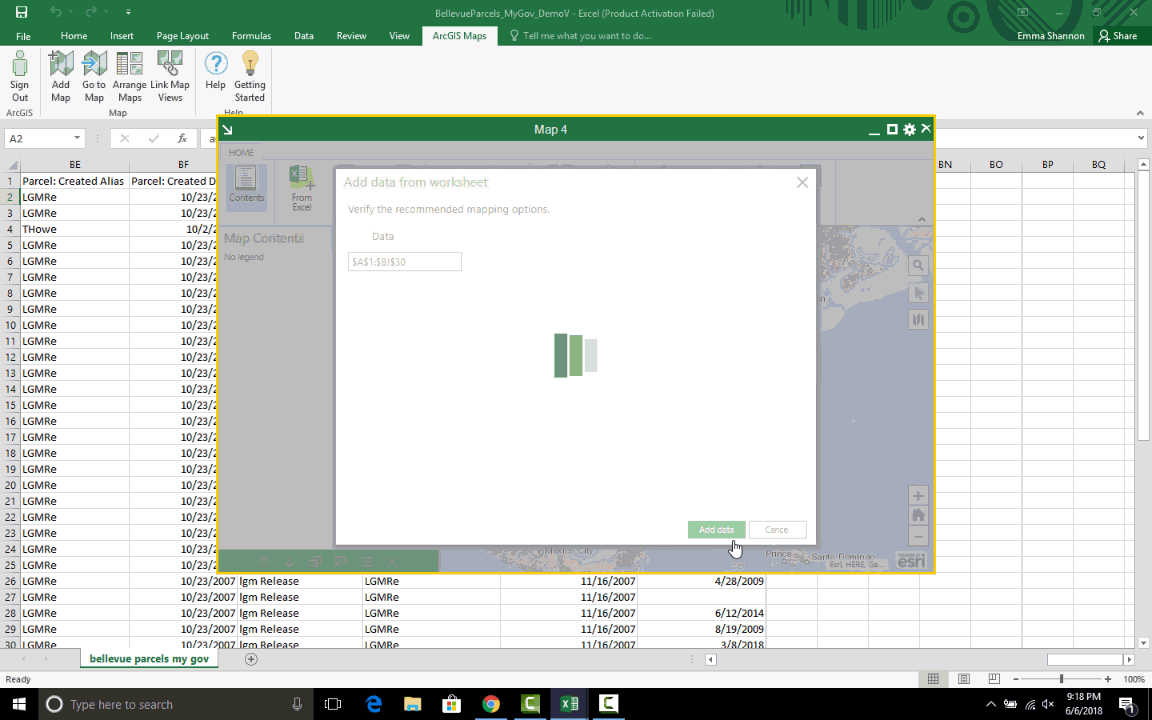 BellevueParcels_MyGov_DemoV - Excel (Product Activation Failed)
File Home Insert Page Layout Formulas Data Review View ArcGIS Maps Tell me what you want to do... Emma Shannon Share
Sign Out
Add Map
Go to Map
Arrange Maps
Link Map Views
Help
Getting Started
ArcGIS Map Help
A2 fx
Map 4
HOME
Contents
From Excel
Add data from worksheet
Verify the recommended mapping options.
Data
$A$1:$BJ$30
Add data Cance
Map Contents
No legend
Mexico City
Prince
Santo Domingo
Esri, HERE, Ga...
POWERED BY
esri
BE BF BN BO BP BQ
1 Parcel: Created Alias Parcel: Created D
2 LGMRe 10/23/2
3 LGMRe 10/23/2
4 THowe 10/2/2
5 LGMRe 10/23/2
6 LGMRe 10/23/2
7 LGMRe 10/23/2
8 LGMRe 10/23/2
9 LGMRe 10/23/2
10 LGMRe 10/23/2
11 LGMRe 10/23/2
12 LGMRe 10/23/2
13 LGMRe 10/23/2
14 LGMRe 10/23/2
15 LGMRe 10/23/2
16 LGMRe 10/23/2
17 LGMRe 10/23/2
18 LGMRe 10/23/2
19 LGMRe 10/23/2
20 LGMRe 10/23/2
21 LGMRe 10/23/2
22 LGMRe 10/23/2
23 LGMRe 10/23/2
24 LGMRe 10/23/2
25 LGMRe 10/23/2
26 LGMRe 10/23/2007 lgm Release LGMRe 11/16/2007 4/28/2009
27 LGMRe 10/23/2007 lgm Release LGMRe 11/16/2007
28 LGMRe 10/23/2007 lgm Release LGMRe 11/16/2007 6/12/2014
29 LGMRe 10/23/2007 lgm Release LGMRe 11/16/2007 8/19/2009
30 LGMRe 10/23/2007 lgm Release LGMRe 11/16/2007 3/8/2018
bellevue parcels my gov
Ready 100%
Type here to search
9:18 PM
6/6/2018
1